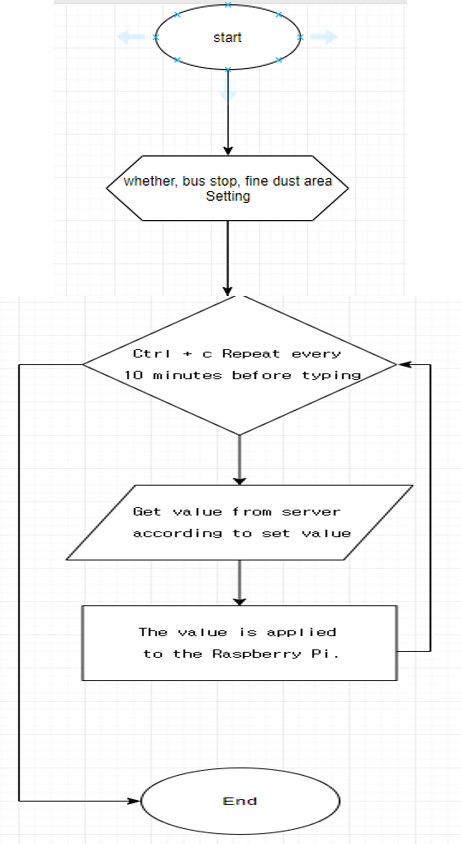 start
whether, bus stop, fine dust area
Setting
Ctrl + c Repeat every
10 minutes before typing
Get value from server
according to set value
The value is applied
to the Raspberry Pi.
End